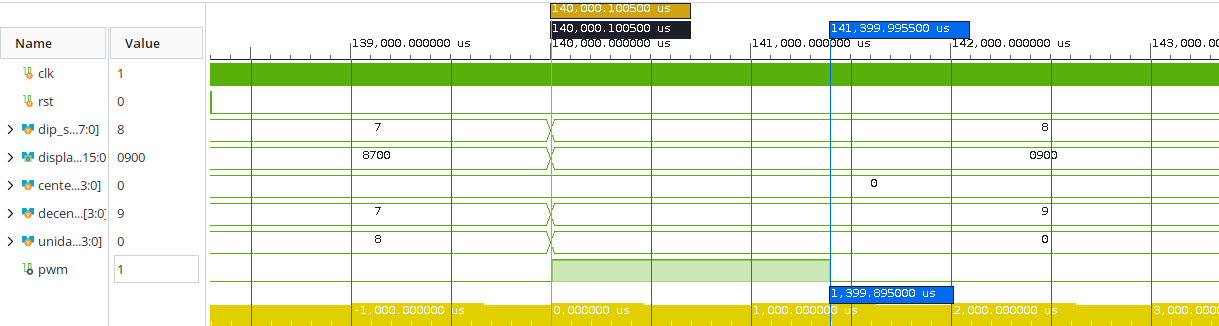 140,000.100500 us
140,000.100500 us 141,399.995500 us
Name Value 139,000.000000 us 140,000.000000 us 141,000.000000 us 142,000.000000 us 143,000.
clk 1
rst 0
dip_s...7:0] 8 7 8
displa...15:0 0900 8700 0900
cente...3:0] 0 0
decen...[3:0] 9 7 9
unida...3:0] 0 8 0
pwm 1
1,399.895000 us
-1,000.000000 us 0.000000 us 1,000.000000 us 2,000.000000 us 3,000.00